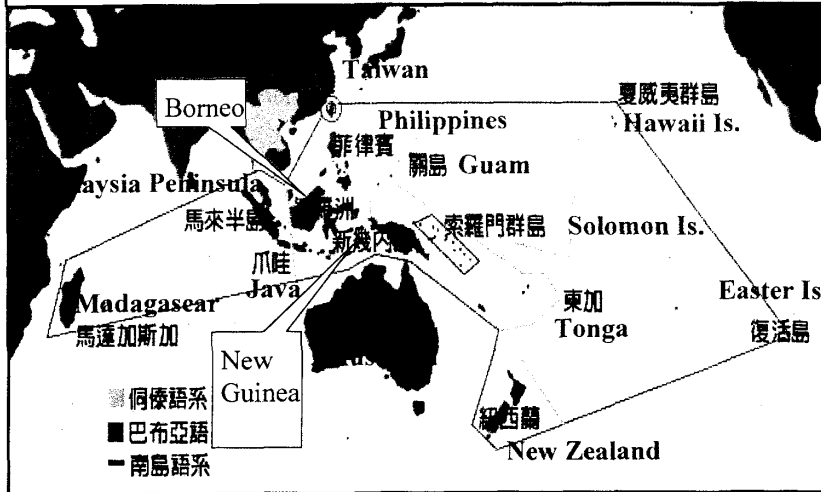 Taiwan
Borneo
夏威夷群島
Hawaii Is.
Philippines
菲律賓
關島 Guam
aysia Peninsula
馬來半島
洲
索羅門群島
Solomon Is.
新幾內
爪哇
Java
Madagasear
馬達加斯加
東加
Tonga
Easter Is
復活島
New
Guinea
侗傣語系
巴布亞語
南島語系
紐西蘭
New Zealand